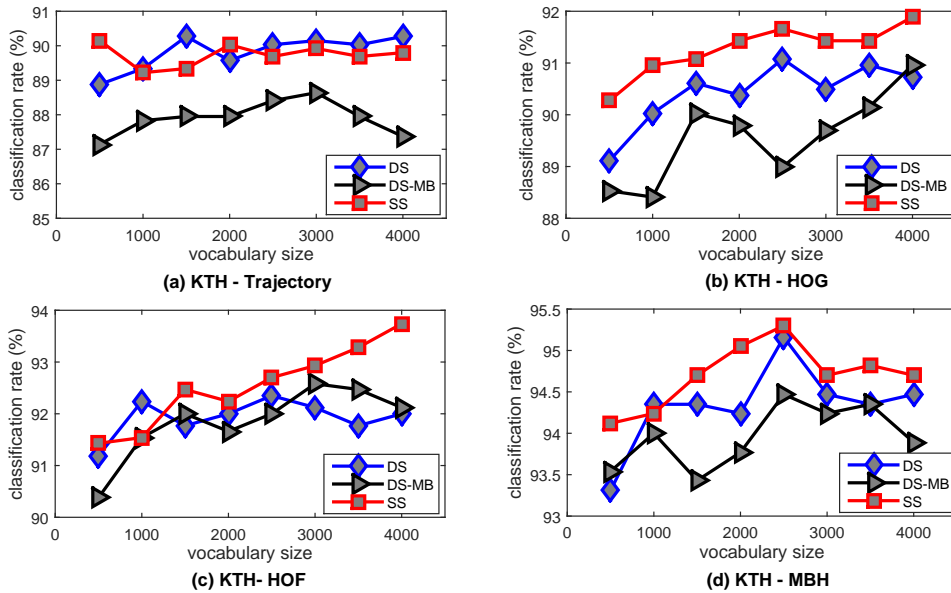 classification rate (%)
91
90
89
88
87
86
85
0
1000
2000
3000
4000
DS
DS-MB
SS
vocabulary size
(a) KTH - Trajectory
classification rate (%)
92
91
90
89
88
0
1000
2000
3000
4000
DS
DS-MB
SS
vocabulary size
(b) KTH - HOG
classification rate (%)
94
93
92
91
90
0
1000
2000
3000
4000
DS
DS-MB
SS
vocabulary size
(c) KTH- HOF
classification rate (%)
95.5
95
94.5
94
93.5
93
0
1000
2000
3000
4000
DS
DS-MB
SS
vocabulary size
(d) KTH - MBH